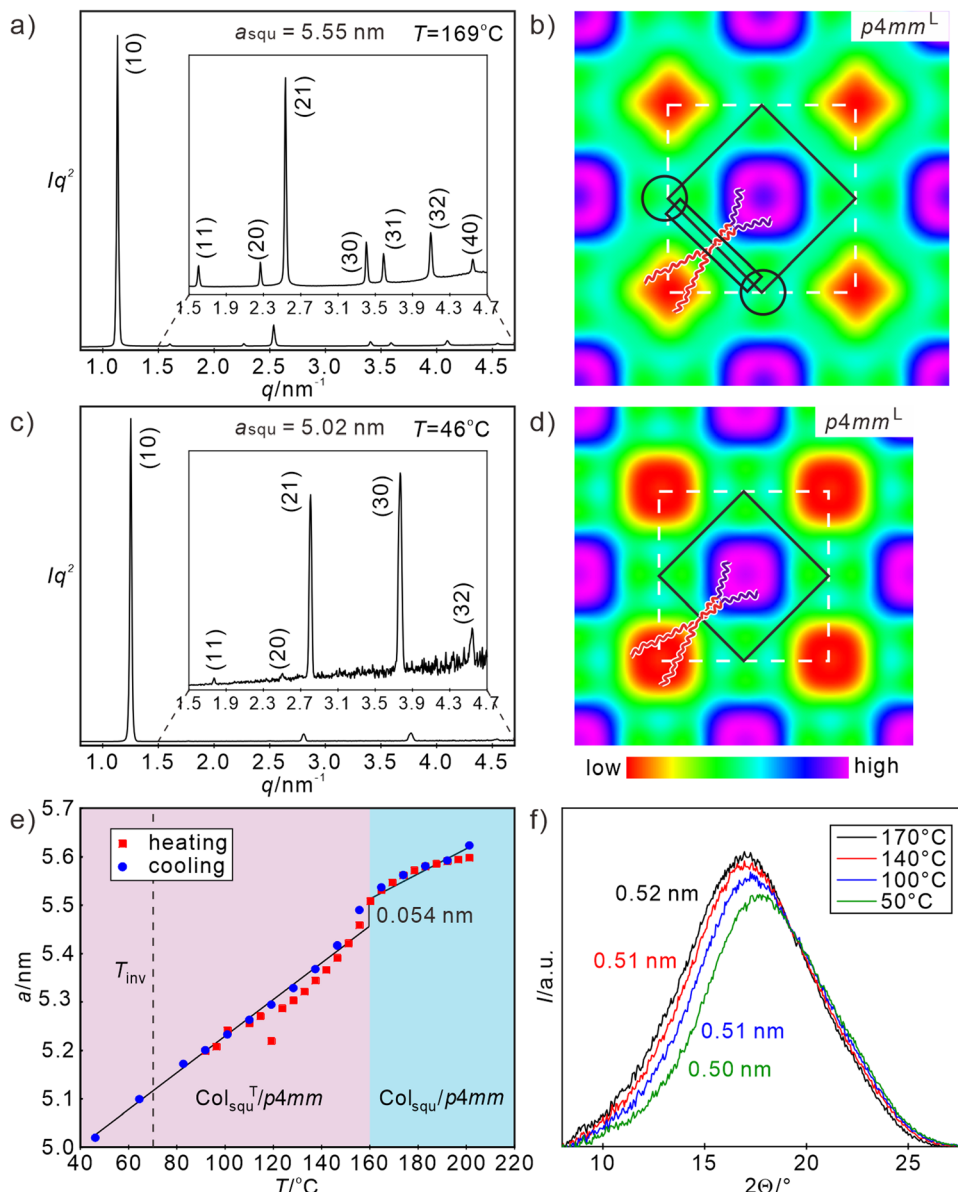 a)
a_squ = 5.55 nm T=169°C
(10)
(11)
(20)
(21)
(30)
(31)
(32)
(40)
1.5 1.9 2.3 2.7 3.1 3.5 3.9 4.3 4.7
Iq²
1.0 1.5 2.0 2.5 3.0 3.5 4.0 4.5
q/nm⁻¹
b)
p4mm^L
c)
a_squ = 5.02 nm T=46°C
(10)
(11)
(20)
(21)
(30)
(32)
1.5 1.9 2.3 2.7 3.1 3.5 3.9 4.3 4.7
Iq²
1.0 1.5 2.0 2.5 3.0 3.5 4.0 4.5
q/nm⁻¹
d)
p4mm^L
low high
e)
5.7
5.6
5.5
5.4
5.3
5.2
5.1
5.0
a/nm
heating
cooling
0.054 nm
T_inv
Col_squ^T/p4mm
Col_squ/p4mm
40 60 80 100 120 140 160 180 200 220
T/°C
f)
170°C
140°C
100°C
50°C
0.52 nm
0.51 nm
0.51 nm
0.50 nm
I/a.u.
10 15 20 25
2Θ/°